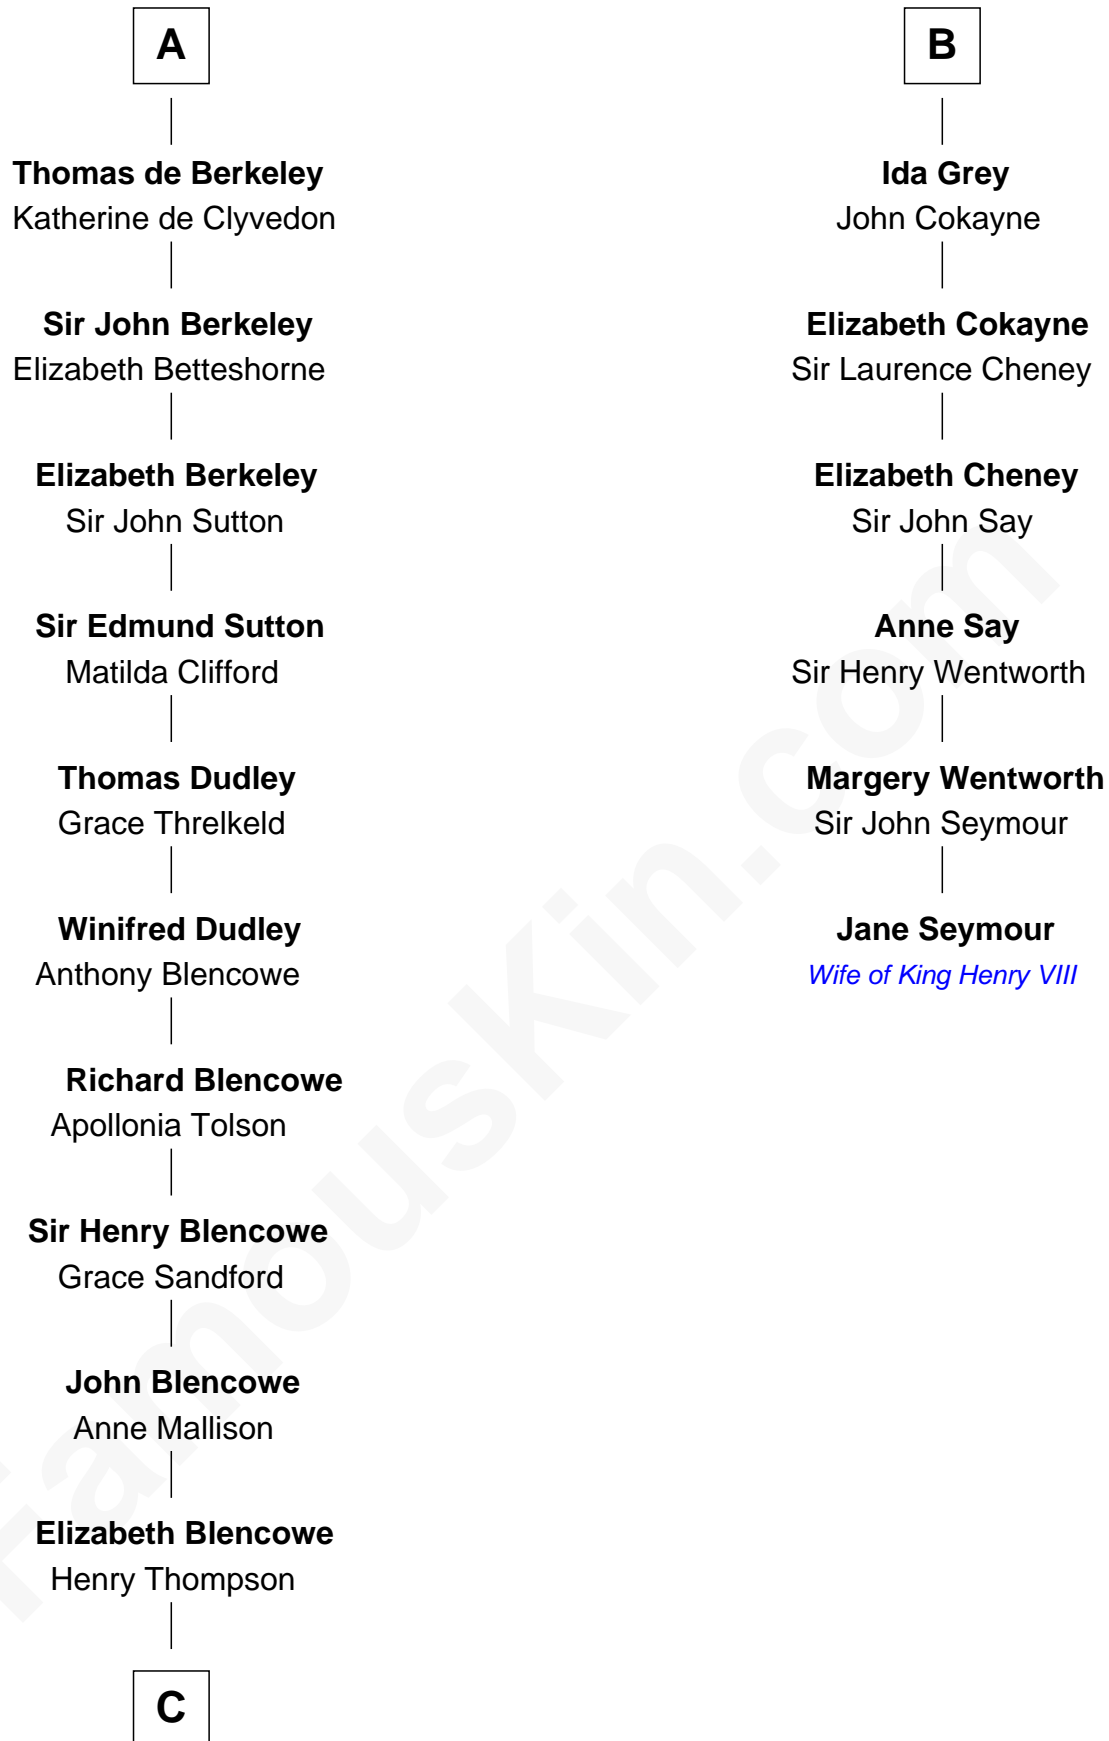 A
Thomas de Berkeley
Katherine de Clyvedon
Sir John Berkeley
Elizabeth Betteshorne
Elizabeth Berkeley
Sir John Sutton
Sir Edmund Sutton
Matilda Clifford
Thomas Dudley
Grace Threlkeld
Winifred Dudley
Anthony Blencowe
Richard Blencowe
Apollonia Tolson
Sir Henry Blencowe
Grace Sandford
John Blencowe
Anne Mallison
Elizabeth Blencowe
Henry Thompson
C
B
Ida Grey
John Cokayne
Elizabeth Cokayne
Sir Laurence Cheney
Elizabeth Cheney
Sir John Say
Anne Say
Sir Henry Wentworth
Margery Wentworth
Sir John Seymour
Jane Seymour
Wife of King Henry VIII
FamousKin.com